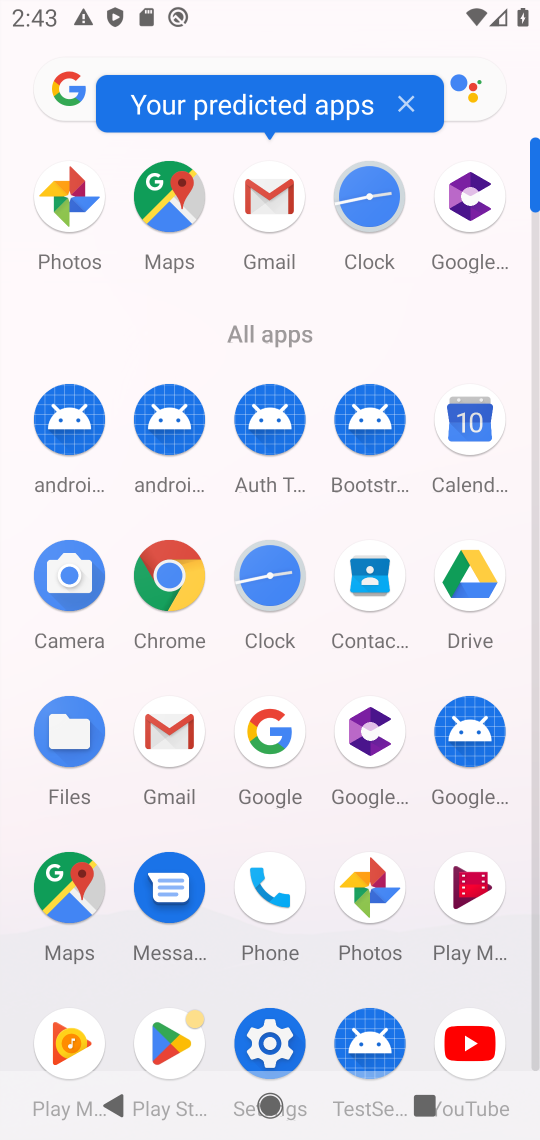 2:43
Your predicted apps
Photos Maps Gmail Clock Google...
All apps
androi... androi... Auth T... Bootstr... Calend...
10
Camera Chrome Clock Contac... Drive
Files Gmail Google Google... Google...
Maps Messa... Phone Photos Play M...
Play M... Play St... Settings TestSe... YouTube